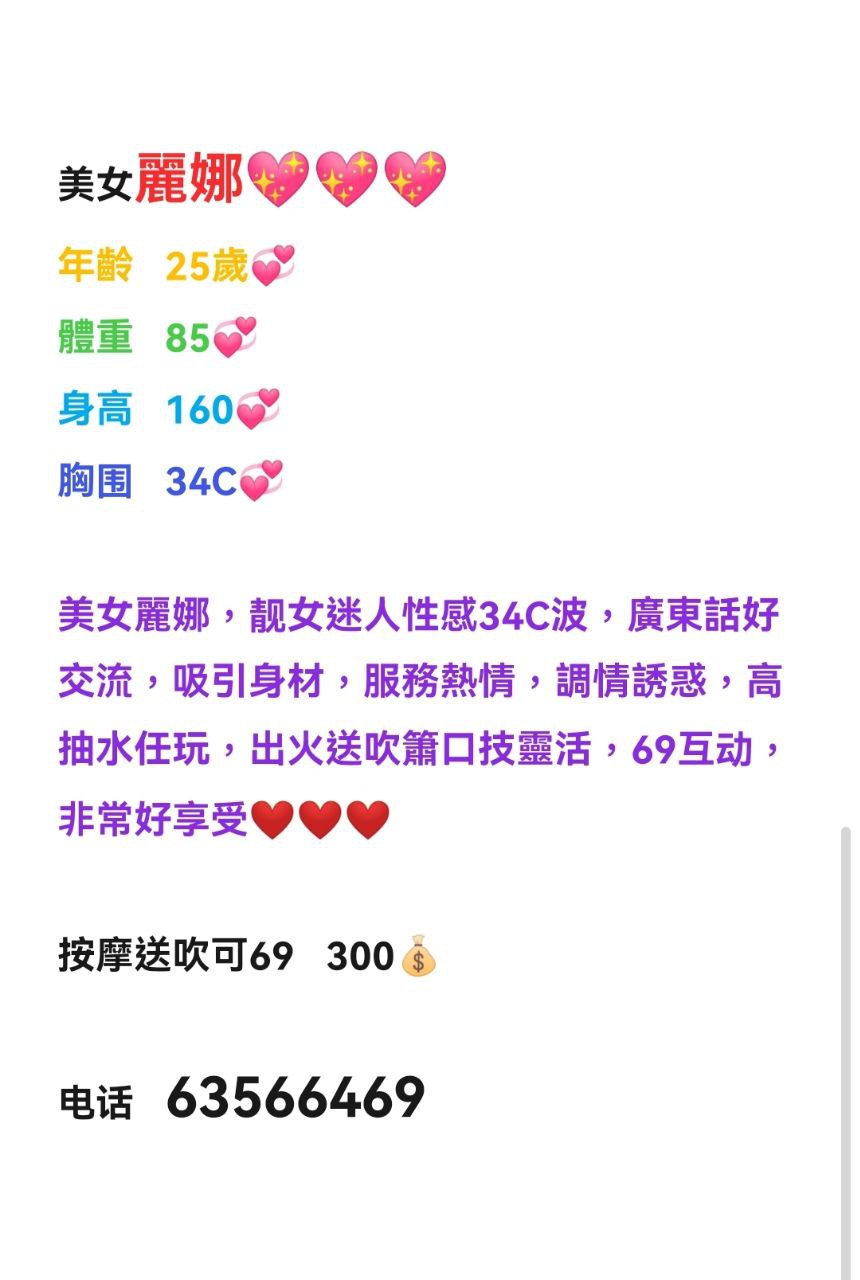 美女麗娜💖💖💖
年齡 25歲💞
體重 85💞
身高 160💞
胸围 34C💞
美女麗娜，靓女迷人性感34C波，廣東話好
交流，吸引身材，服務熱情，調情誘惑，高
抽水任玩，出火送吹簫口技靈活，69互动，
非常好享受❤️❤️❤️
按摩送吹可69 300💰
电话 63566469